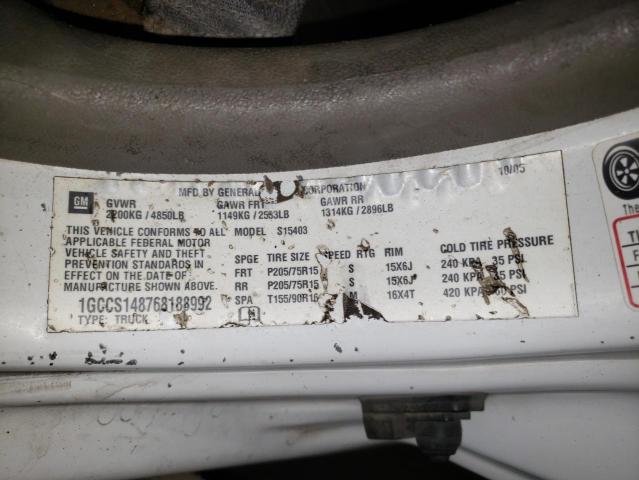 10/05
MFD BY GENERAL CORPORATION
GM GVWR GAWR FRT GAWR RR
2200KG / 4850LB 1149KG / 2533LB 1314KG / 2896LB
THIS VEHICLE CONFORMS TO ALL MODEL S15403
APPLICABLE FEDERAL MOTOR
VEHICLE SAFETY AND THEFT
PREVENTION STANDARDS IN
EFFECT ON THE DATE OF
MANUFACTURE SHOWN ABOVE.
SPGE TIRE SIZE SPEED RTG RIM COLD TIRE PRESSURE
FRT P205/75R15 S 15X6J 240 KPA 35 PSI
RR P205/75R15 S 15X6J 240 KPA 35 PSI
SPA T155/90R16 M 16X4T 420 KPA PSI
1GCCS148768188992
TYPE: TRUCK
The
T
F